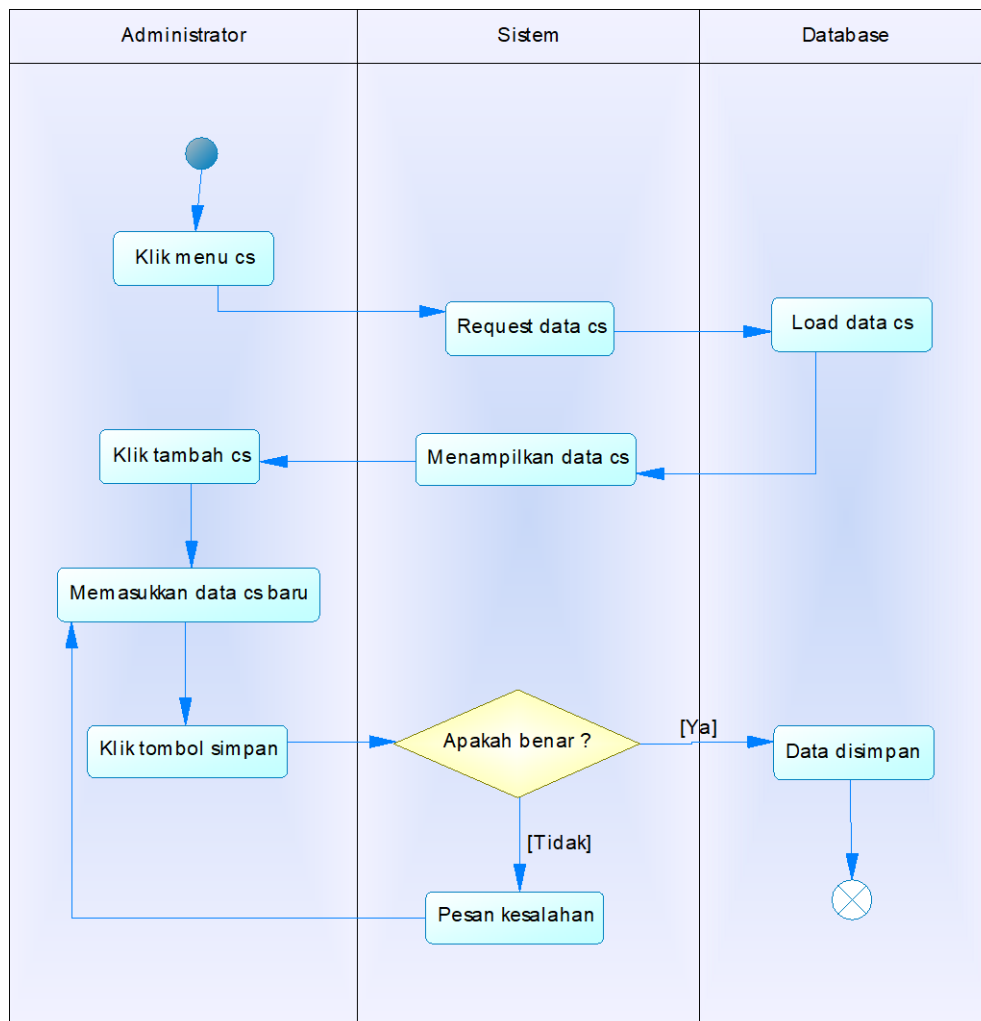 Administrator
Sistem
Database
Klik menu cs
Request data cs
Load data cs
Klik tambah cs
Menampilkan data cs
Memasukkan data cs baru
Klik tombol simpan
Apakah benar ?
[Ya]
Data disimpan
[Tidak]
Pesan kesalahan